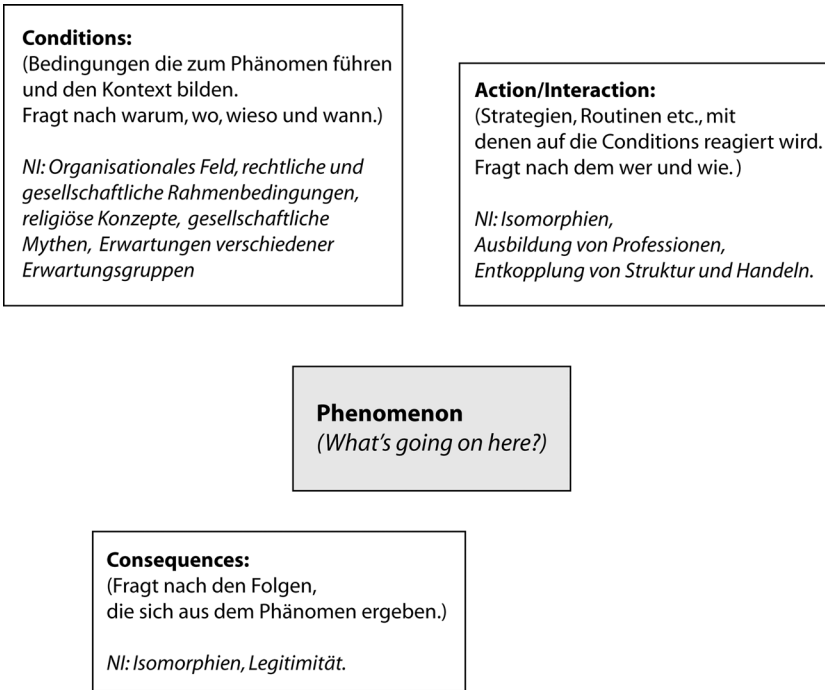 Conditions:
(Bedingungen die zum Phänomen führen
und den Kontext bilden.
Fragt nach warum, wo, wieso und wann.)
NI: Organisationales Feld, rechtliche und
gesellschaftliche Rahmenbedingungen,
religiöse Konzepte, gesellschaftliche
Mythen, Erwartungen verschiedener
Erwartungsgruppen
Action/Interaction:
(Strategien, Routinen etc., mit
denen auf die Conditions reagiert wird.
Fragt nach dem wer und wie.)
NI: Isomorphien,
Ausbildung von Professionen,
Entkopplung von Struktur und Handeln.
Phenomenon
(What's going on here?)
Consequences:
(Fragt nach den Folgen,
die sich aus dem Phänomen ergeben.)
NI: Isomorphien, Legitimität.